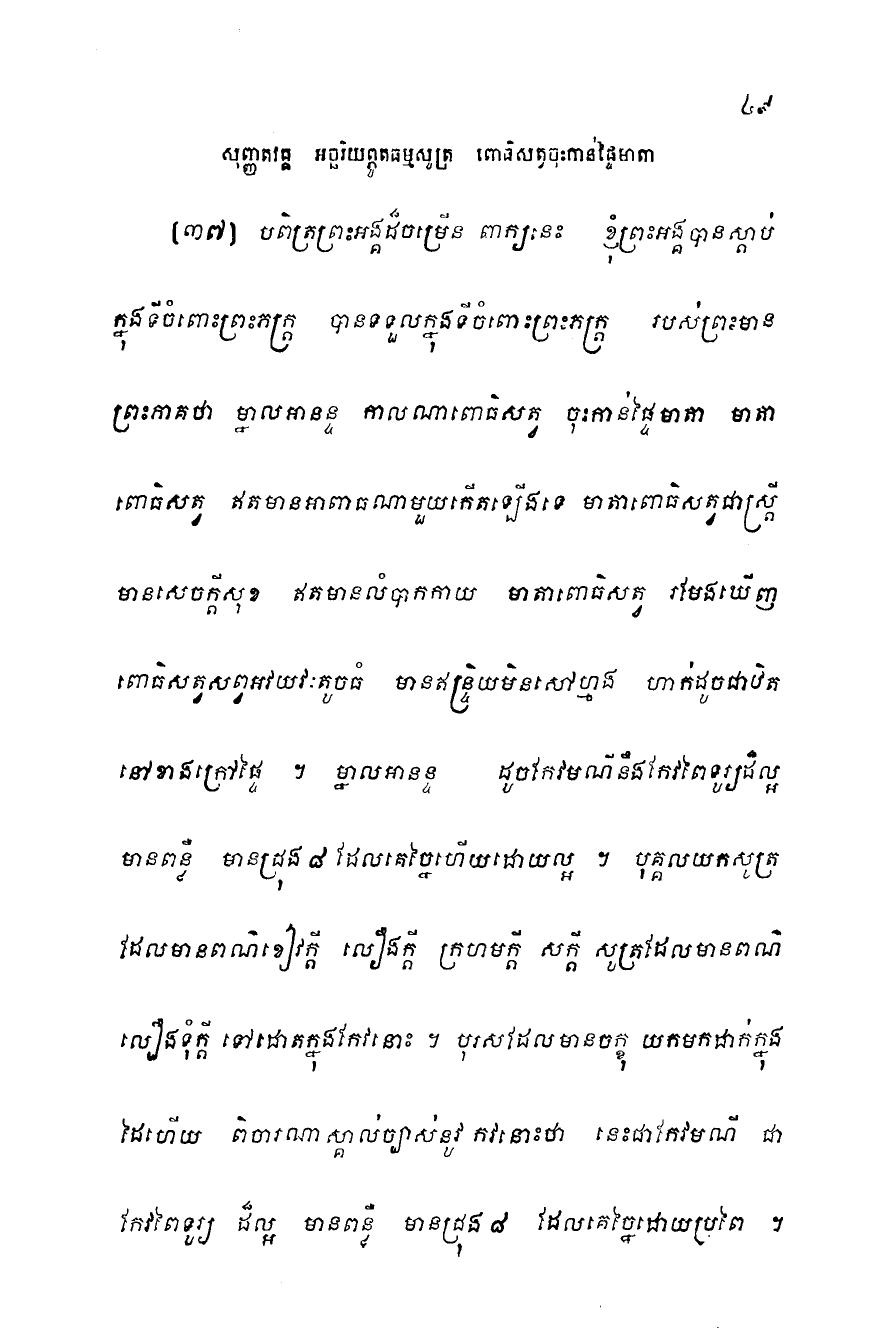 ៤៩
សុញ្ញតវគ្គ អច្ឆរិយព្ភូតធម្មសូត្រ ពោធិសត្វចុះកាន់ផ្ទៃមាតា
(៣៧) បពិត្រព្រះអង្គដ៏ចម្រើន ពាក្យនេះ ខ្ញុំព្រះអង្គបានស្តាប់
ក្នុងទីចំពោះព្រះភក្ត្រ បានទទួលក្នុងទីចំពោះព្រះភក្ត្រ របស់ព្រះមាន
ព្រះភាគថា ម្នាលអានន្ទ កាលណាពោធិសត្វ ចុះកាន់ផ្ទៃមាតា មាតា
ពោធិសត្វ ឥតមានអាពាធណាមួយកើតឡើងទេ មាតាពោធិសត្វជាស្ត្រី
មានសេចក្តីសុខ ឥតមានលំបាកកាយ មាតាពោធិសត្វ រមែងឃើញ
ពោធិសត្វសព្វអវយវៈតូចធំ មានឥន្ទ្រិយមិនសៅហ្មង ហាក់ដូចជាឋិត
នៅខាងក្រៅផ្ទៃ ។ ម្នាលអានន្ទ ដូចកែវមណីនឹងកែវពៃទូរ្យដ៏ល្អ
មានពន្លឺ មានជ្រុង ៨ ដែលគេច្នៃហើយដោយល្អ ។ បុគ្គលយកសូត្រ
ដែលមានពណ៌ខៀវក្តី លឿងក្តី ក្រហមក្តី សក្តី សូត្រដែលមានពណ៌
លឿងទុំក្តី ទៅដោតក្នុងកែវនោះ ។ បុរសដែលមានចក្ខុ យកមកដាក់ក្នុង
ដៃហើយ ពិចារណាស្គាល់ច្បាស់នូវ កវនោះថា នេះជាកែវមណី ជា
កែវពៃទូរ្យ ដ៏ល្អ មានពន្លឺ មានជ្រុង ៨ ដែលគេច្នៃដោយប្រពៃ ។